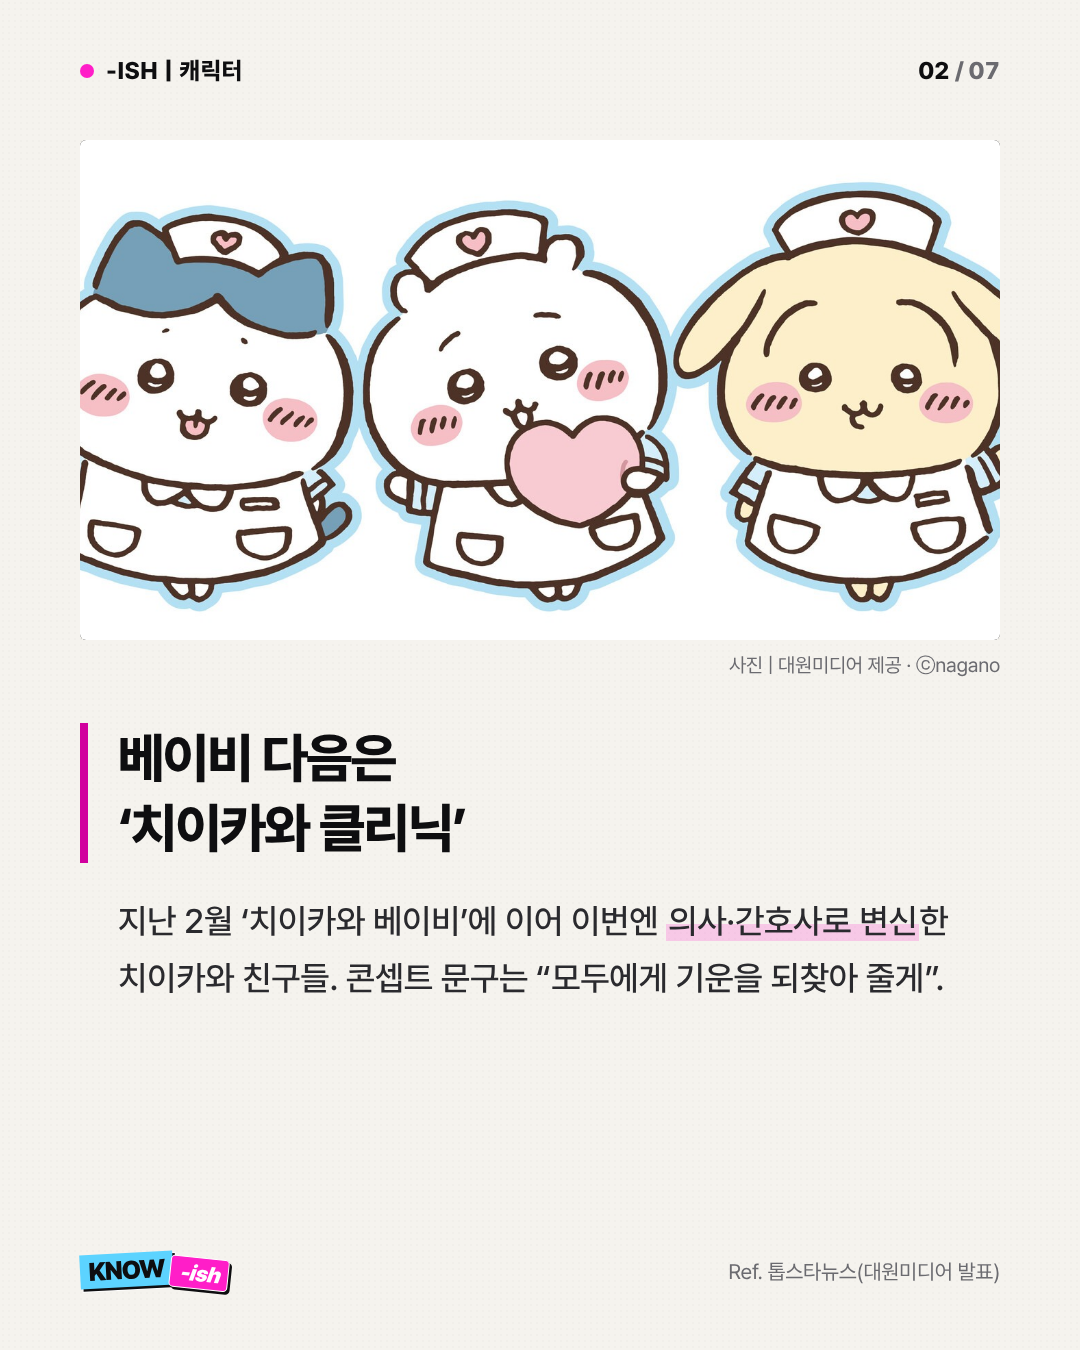 -ISH | 캐릭터
02 / 07
사진 | 대원미디어 제공 · ⓒnagano
베이비 다음은
‘치이카와 클리닉’
지난 2월 ‘치이카와 베이비’에 이어 이번엔 의사·간호사로 변신한
치이카와 친구들. 콘셉트 문구는 “모두에게 기운을 되찾아 줄게”.
KNOW -ish
Ref. 톱스타뉴스(대원미디어 발표)